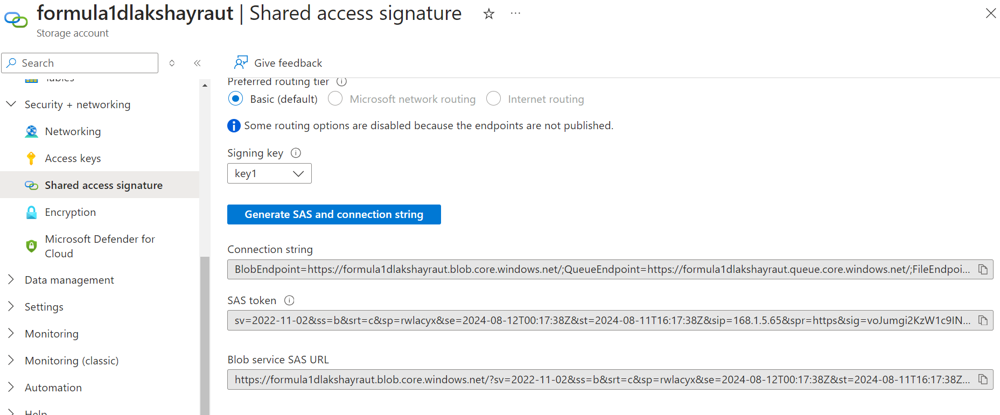 formula1dlakshayraut | Shared access signature
Storage account
Search
Give feedback
Tables
Security + networking
Networking
Access keys
Shared access signature
Encryption
Microsoft Defender for
Cloud
Data management
Settings
Monitoring
Monitoring (classic)
Automation
Help
Preferred routing tier
Basic (default) Microsoft network routing Internet routing
Some routing options are disabled because the endpoints are not published.
Signing key
key1
Generate SAS and connection string
Connection string
BlobEndpoint=https://formula1dlakshayraut.blob.core.windows.net/;QueueEndpoint=https://formula1dlakshayraut.queue.core.windows.net/;FileEndpoi...
SAS token
sv=2022-11-02&ss=b&srt=c&sp=rwlacyx&se=2024-08-12T00:17:38Z&st=2024-08-11T16:17:38Z&sip=168.1.5.65&spr=https&sig=voJumgi2KzW1c9IN...
Blob service SAS URL
https://formula1dlakshayraut.blob.core.windows.net/?sv=2022-11-02&ss=b&srt=c&sp=rwlacyx&se=2024-08-12T00:17:38Z&st=2024-08-11T16:17:38Z...